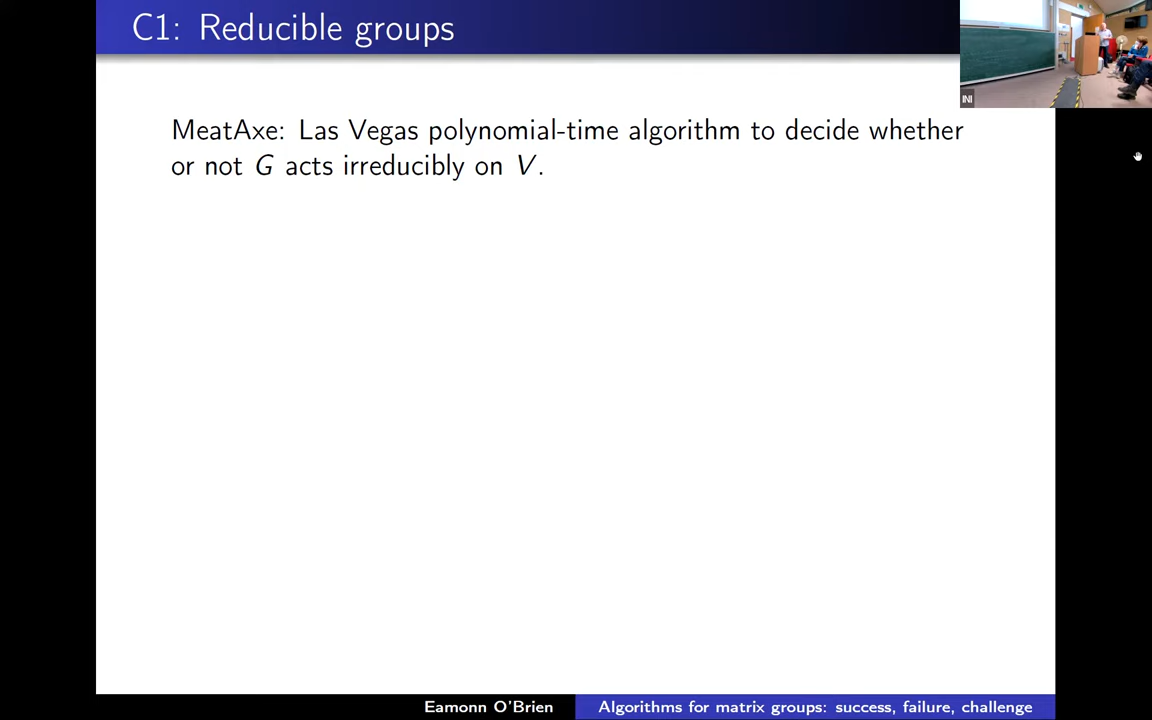 C1: Reducible groups
INI
MeatAxe: Las Vegas polynomial-time algorithm to decide whether
or not G acts irreducibly on V.
Eamonn O'Brien
Algorithms for matrix groups: success, failure, challenge